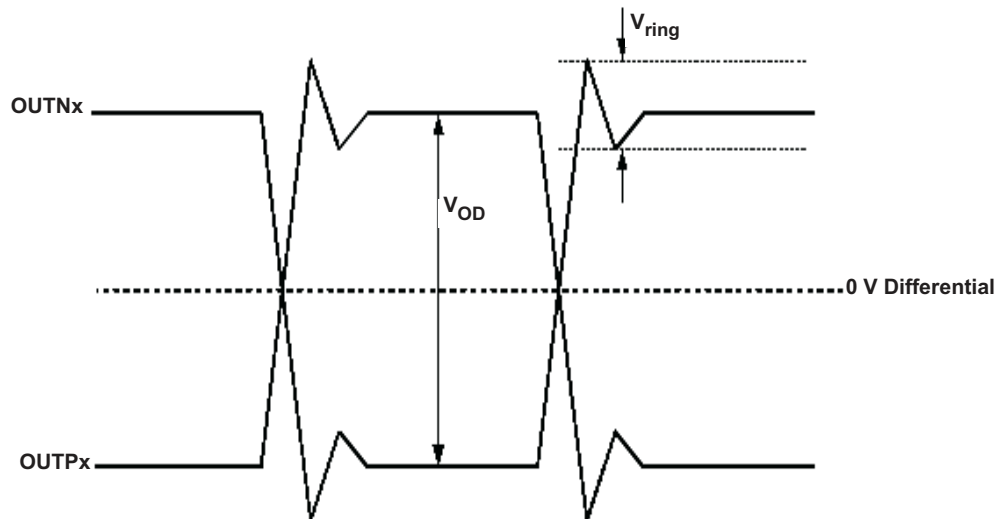 Vring
OUTNx
VOD
0 V Differential
OUTPx